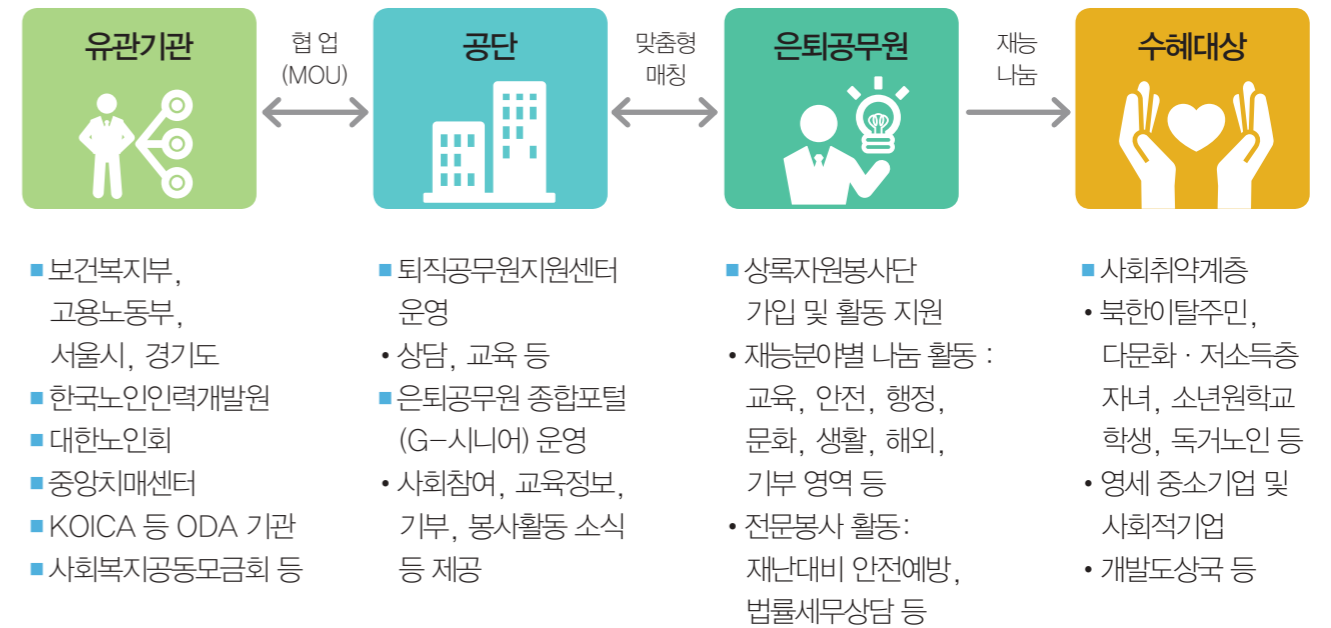 유관기관
협 업
(MOU)
공단
맞춤형
매칭
은퇴공무원
재능
나눔
수혜대상
■ 보건복지부,
고용노동부,
서울시, 경기도
■ 한국노인인력개발원
■ 대한노인회
■ 중앙치매센터
■ KOICA 등 ODA 기관
■ 사회복지공동모금회 등
■ 퇴직공무원지원센터
운영
• 상담, 교육 등
■ 은퇴공무원 종합포털
(G-시니어) 운영
• 사회참여, 교육정보,
기부, 봉사활동 소식
등 제공
■ 상록자원봉사단
가입 및 활동 지원
• 재능분야별 나눔 활동 :
교육, 안전, 행정,
문화, 생활, 해외,
기부 영역 등
• 전문봉사 활동:
재난대비 안전예방,
법률세무상담 등
■ 사회취약계층
• 북한이탈주민,
다문화 · 저소득층
자녀, 소년원학교
학생, 독거노인 등
• 영세 중소기업 및
사회적기업
• 개발도상국 등